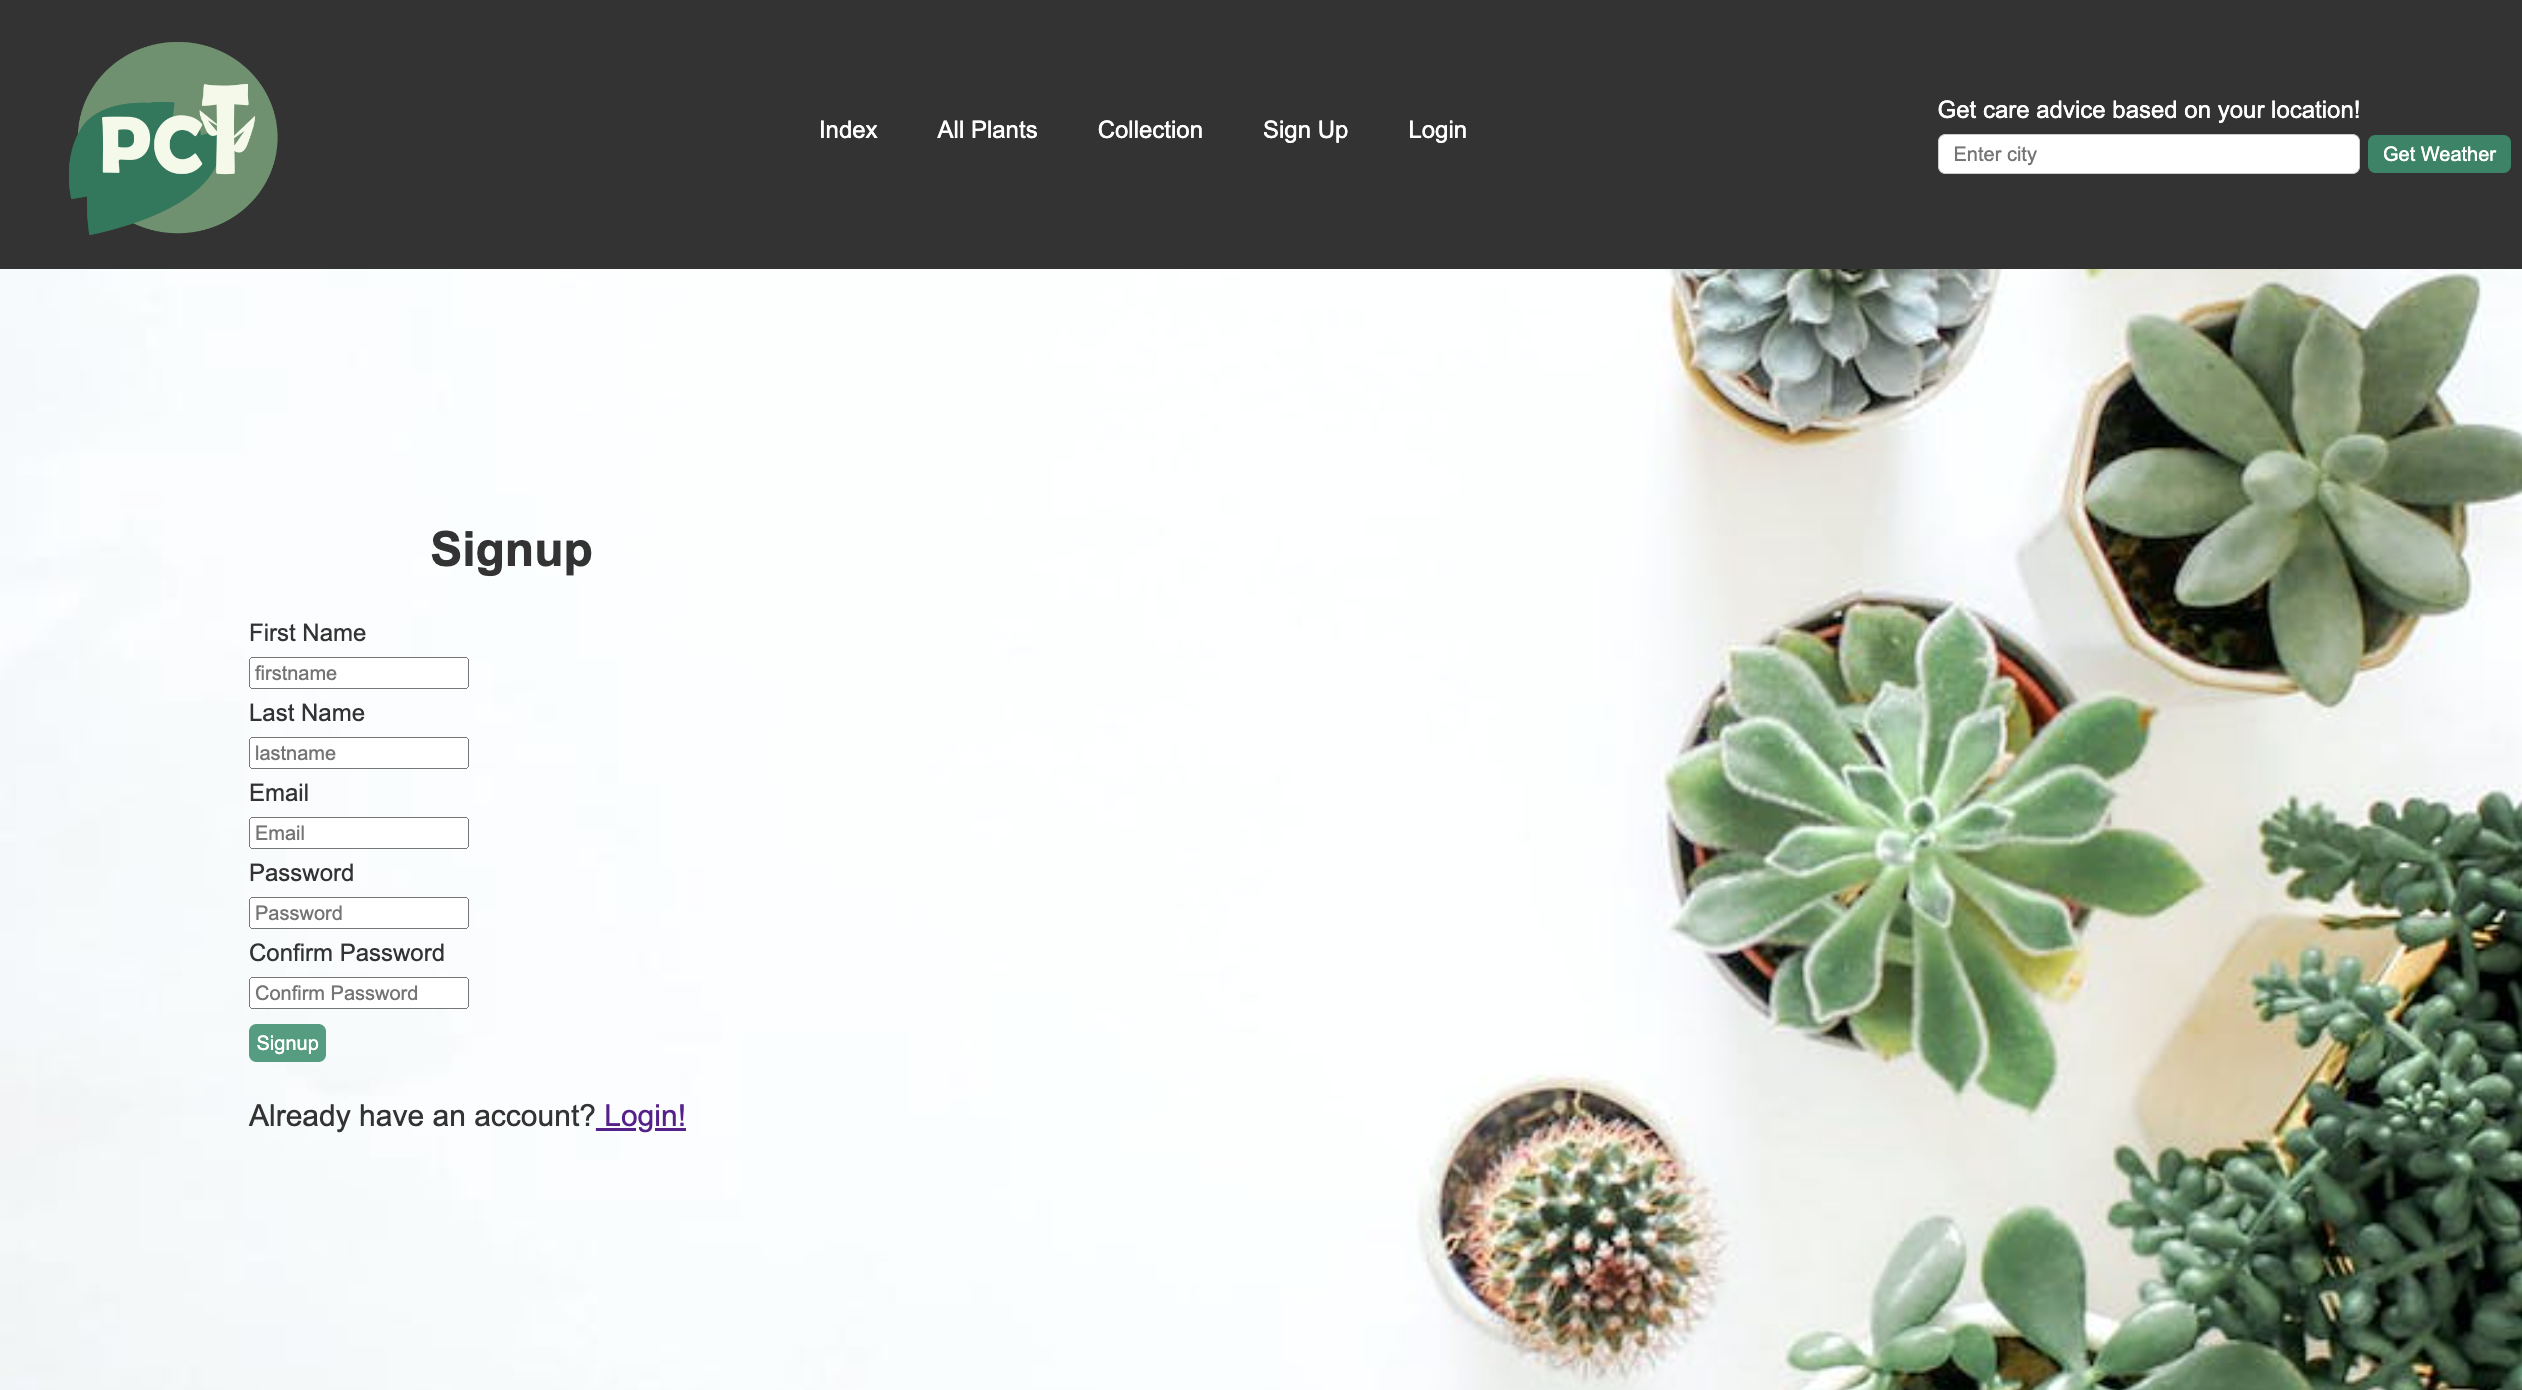 PCT
Index
All Plants
Collection
Sign Up
Login
Get care advice based on your location!
Enter city
Get Weather
Signup
First Name
firstname
Last Name
lastname
Email
Email
Password
Password
Confirm Password
Confirm Password
Signup
Already have an account? Login!